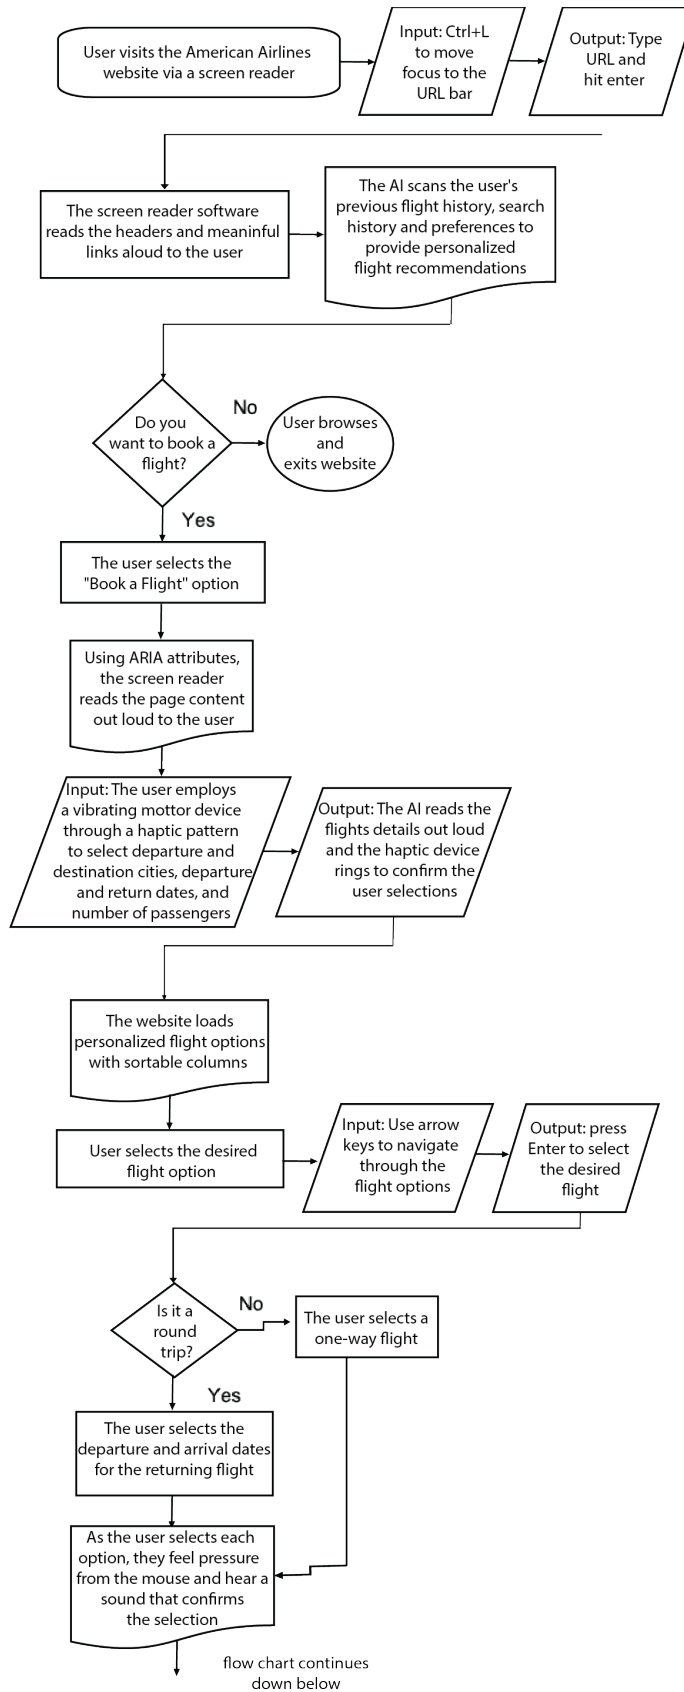 User visits the American Airlines
website via a screen reader
Input: Ctrl+L
to move
focus to the
URL bar
Output: Type
URL and
hit enter
The screen reader software
reads the headers and meaninful
links aloud to the user
The AI scans the user's
previous flight history, search
history and preferences to
provide personalized
flight recommendations
Do you
want to book a
flight?
No
User browses
and
exits website
Yes
The user selects the
"Book a Flight" option
Using ARIA attributes,
the screen reader
reads the page content
out loud to the user
Input: The user employs
a vibrating mottor device
through a haptic pattern
to select departure and
destination cities, departure
and return dates, and
number of passengers
Output: The AI reads the
flights details out loud
and the haptic device
rings to confirm the
user selections
The website loads
personalized flight options
with sortable columns
User selects the desired
flight option
Input: Use arrow
keys to navigate
through the
flight options
Output: press
Enter to select
the desired
flight
Is it a
round
trip?
No
The user selects a
one-way flight
Yes
The user selects the
departure and arrival dates
for the returning flight
As the user selects each
option, they feel pressure
from the mouse and hear a
sound that confirms
the selection
flow chart continues
down below